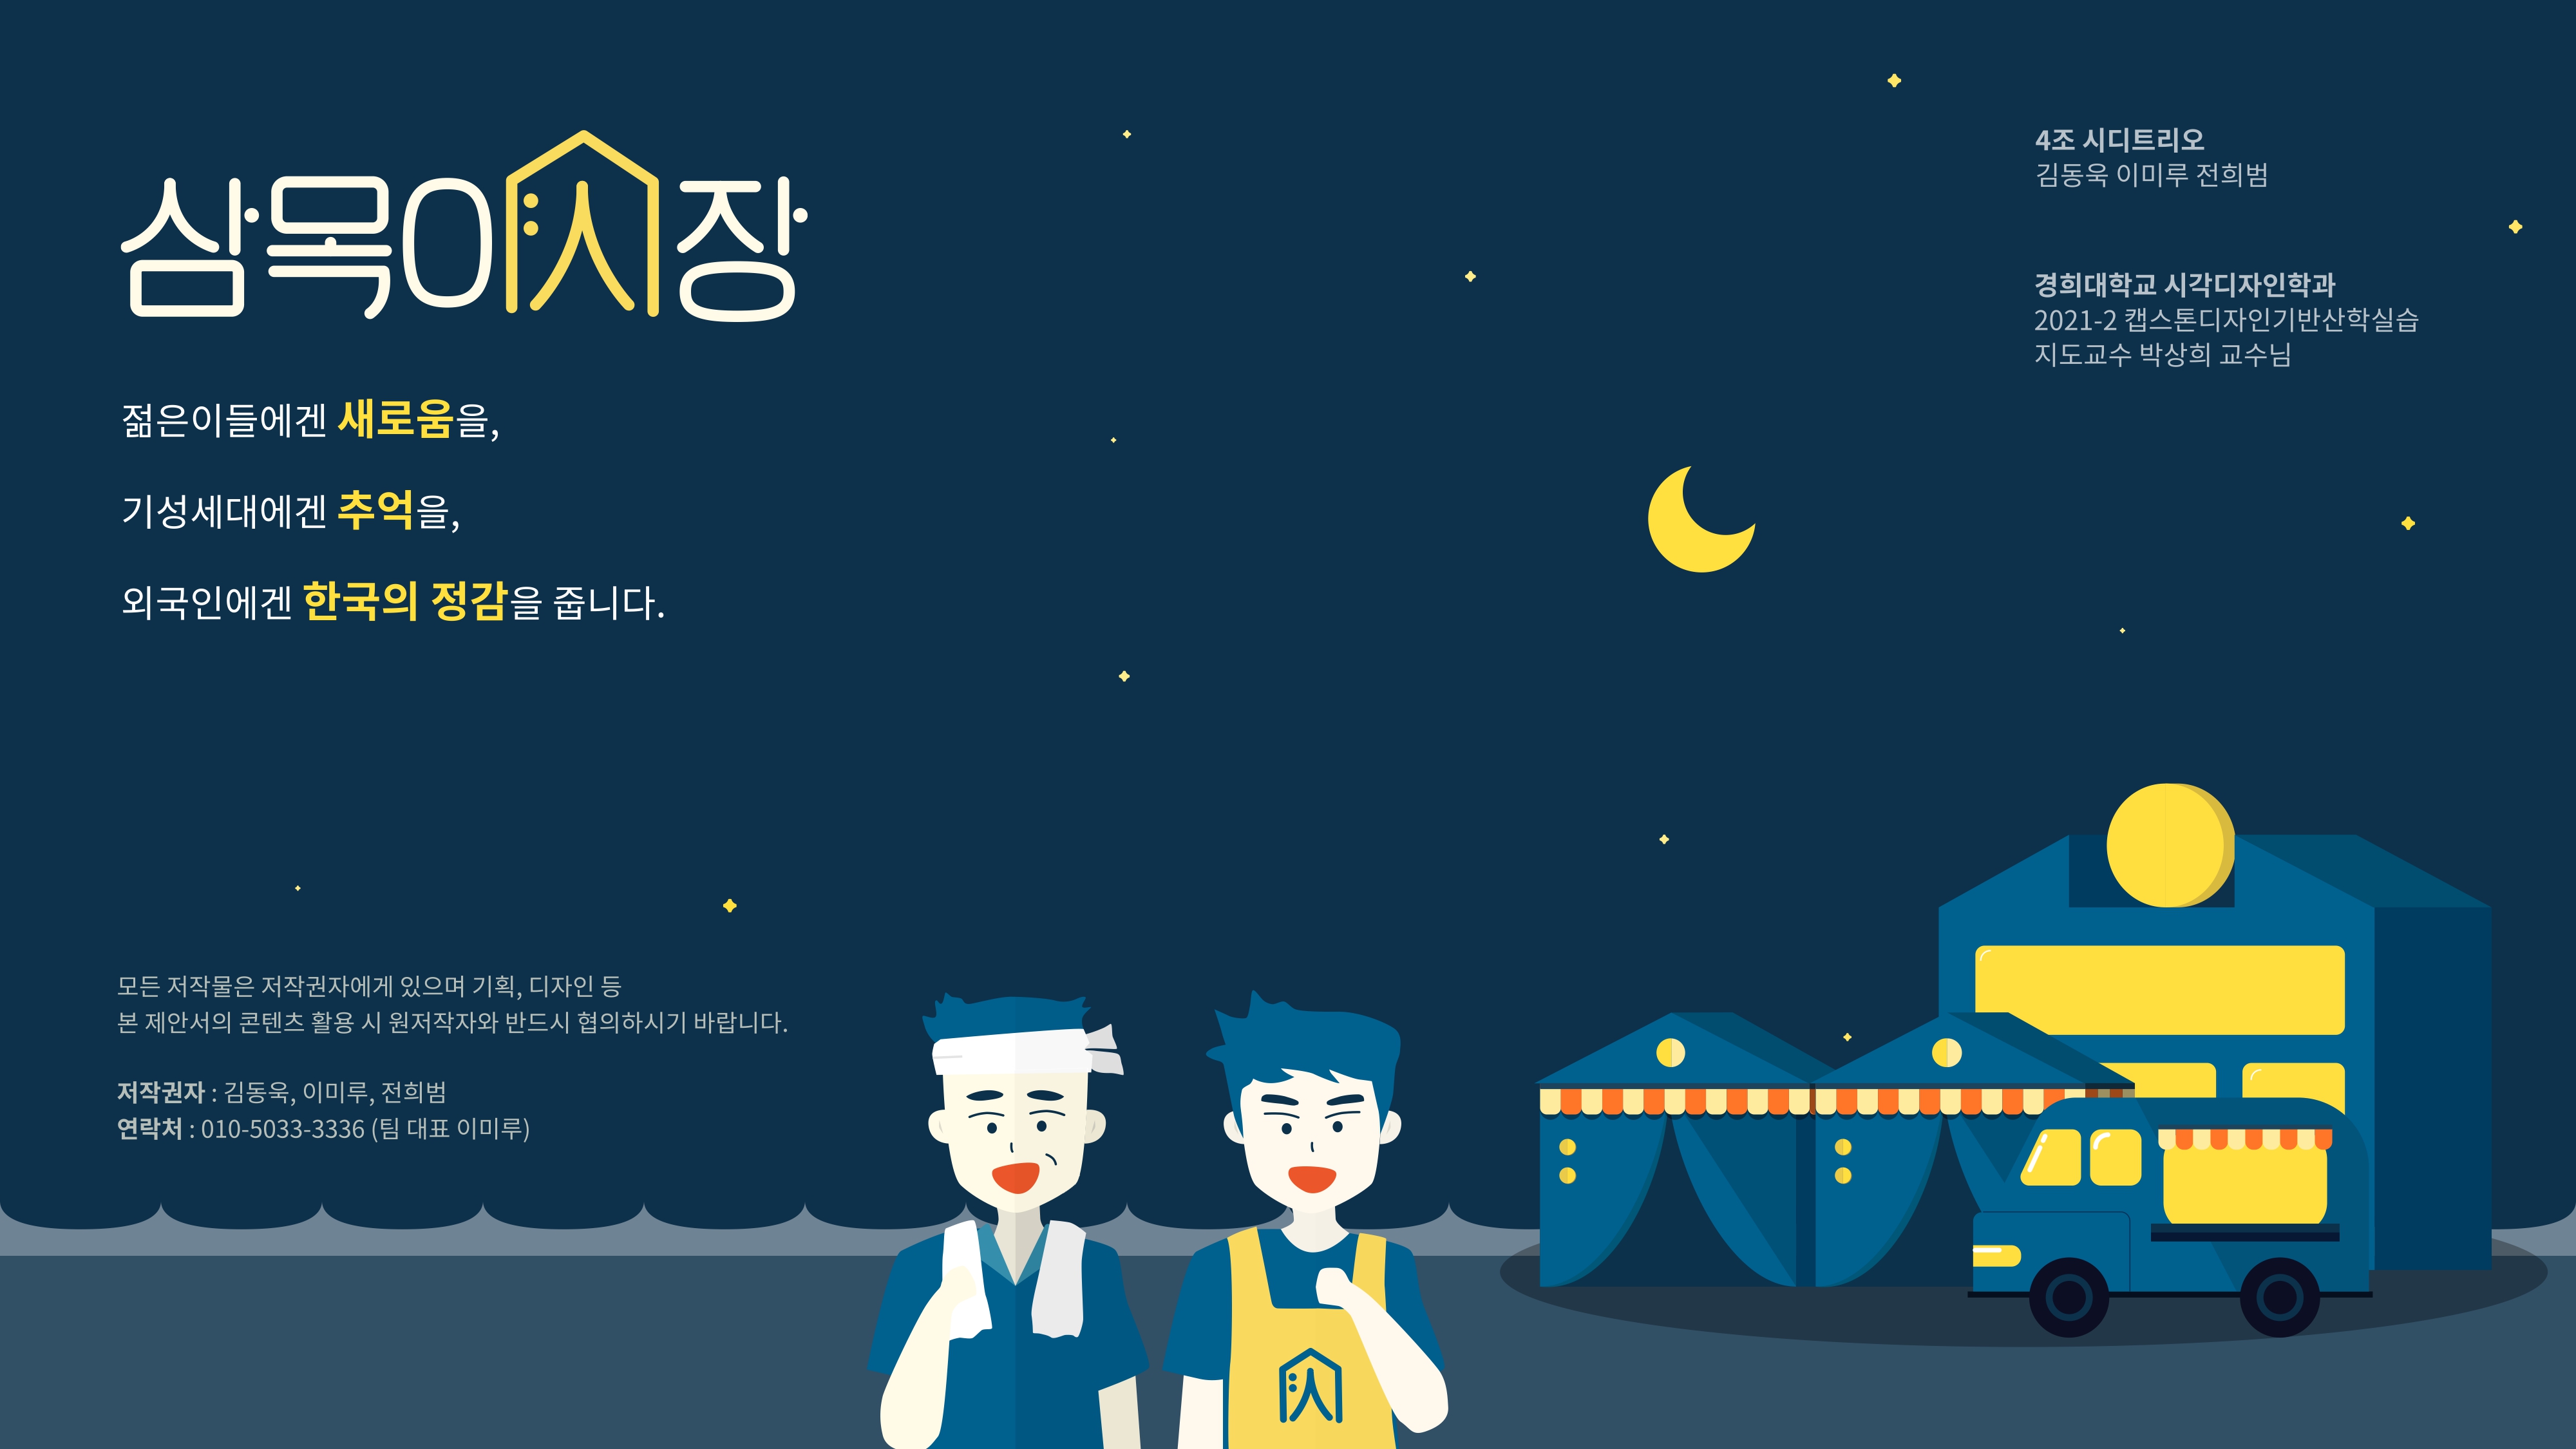 삼목이시장
젊은이들에겐 새로움을,
기성세대에겐 추억을,
외국인에겐 한국의 정감을 줍니다.
4조 시디트리오
김동욱 이미루 전희범
경희대학교 시각디자인학과
2021-2 캡스톤디자인기반산학실습
지도교수 박상희 교수님
모든 저작물은 저작권자에게 있으며 기획, 디자인 등
본 제안서의 콘텐츠 활용 시 원저작자와 반드시 협의하시기 바랍니다.
저작권자 : 김동욱, 이미루, 전희범
연락처 : 010-5033-3336 (팀 대표 이미루)